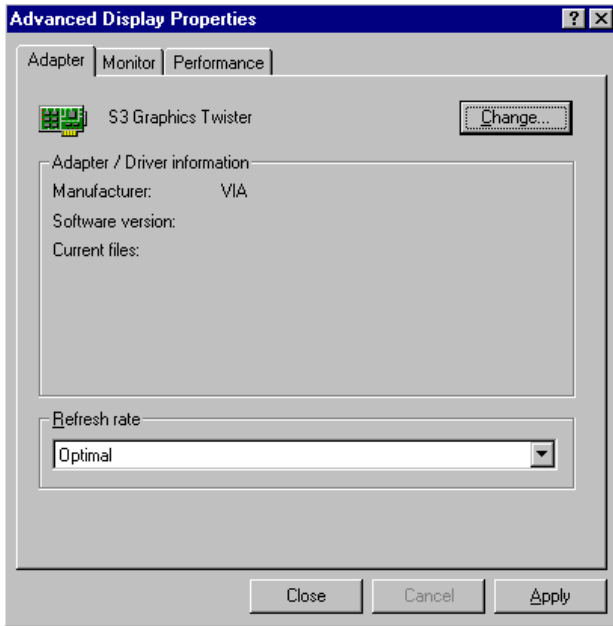 Advanced Display Properties
Adapter Monitor Performance
S3 Graphics Twister Change...
Adapter / Driver information
Manufacturer: VIA
Software version:
Current files:
Refresh rate
Optimal
Close Cancel Apply